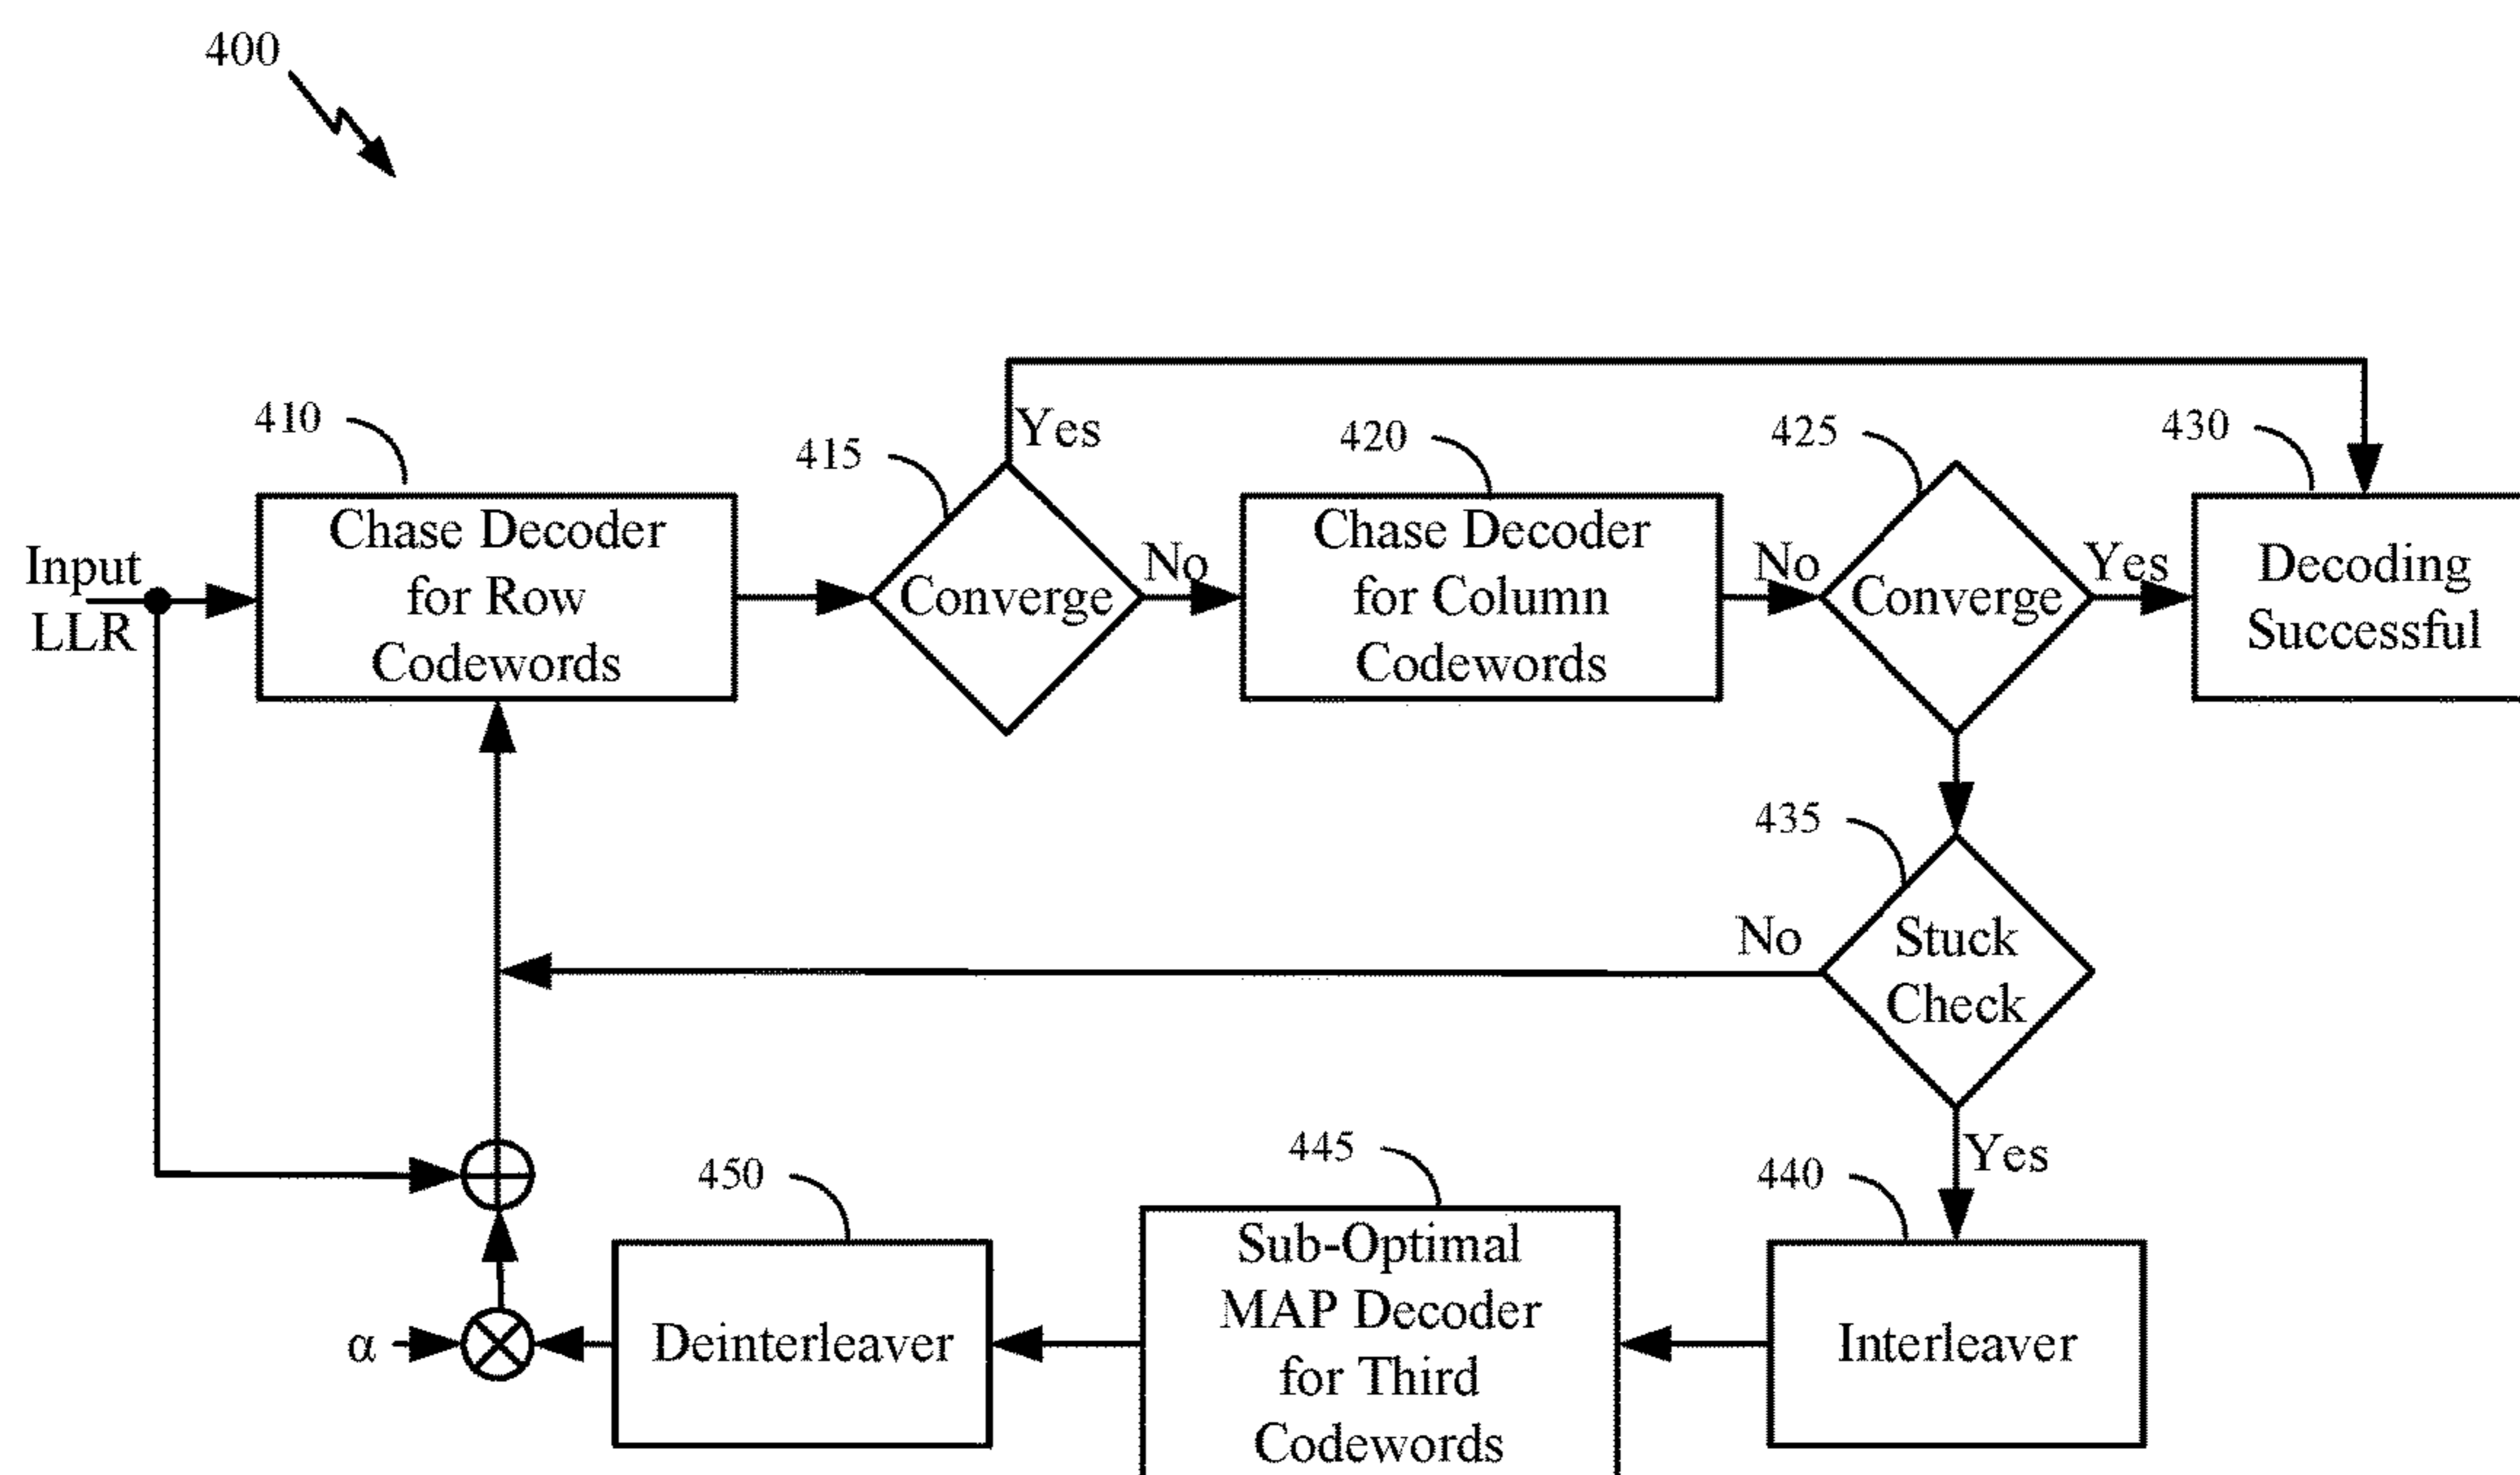 400
410
415
Yes
420
425
430
Input
LLR
Chase Decoder
for Row
Codewords
Converge
No
Chase Decoder
for Column
Codewords
No
Converge
Yes
Decoding
Successful
435
No
Stuck
Check
Yes
440
445
450
α
Deinterleaver
Sub-Optimal
MAP Decoder
for Third
Codewords
Interleaver